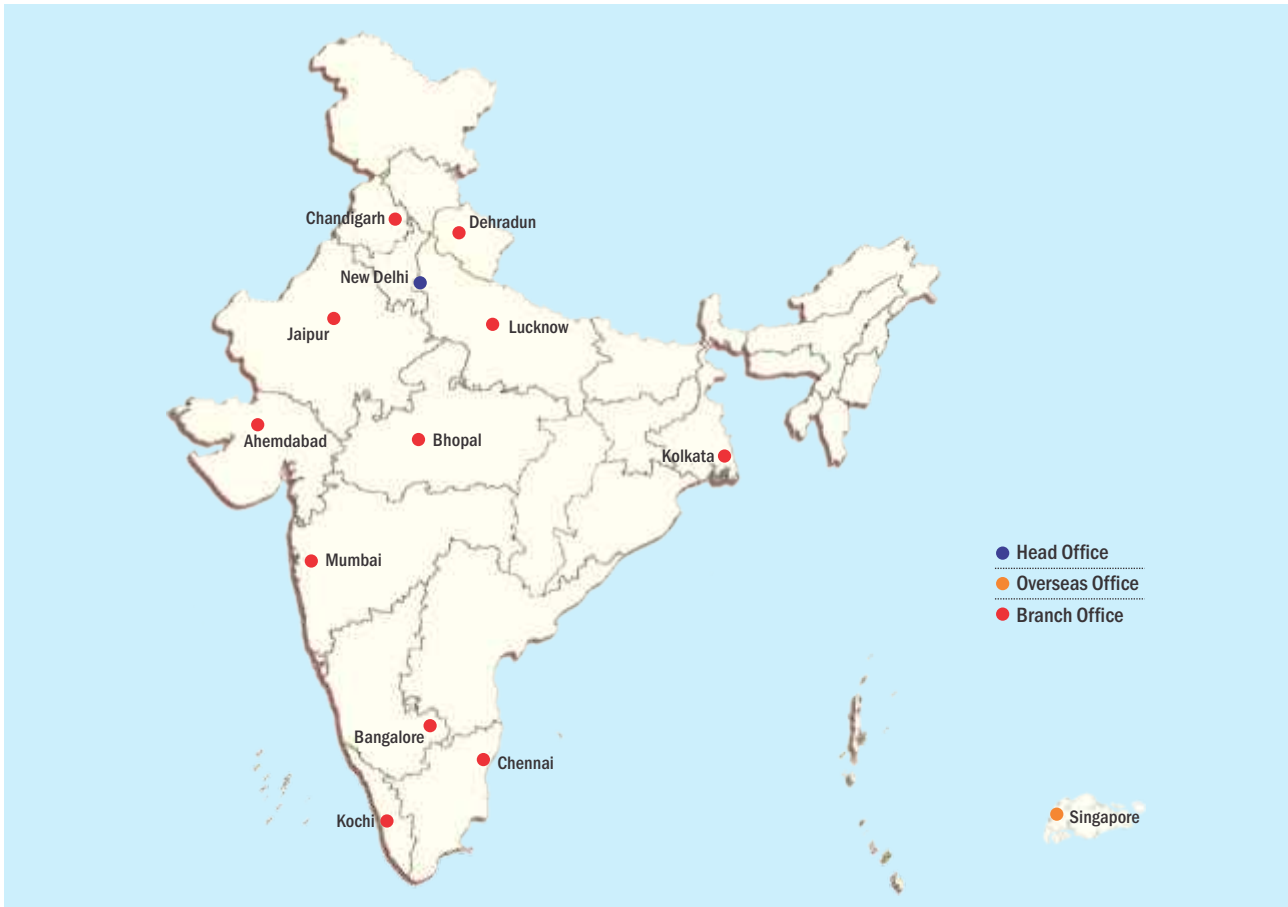 Chandigarh
Dehradun
New Delhi
Jaipur
Lucknow
Ahemdabad
Bhopal
Kolkata
Mumbai
Head Office
Overseas Office
Branch Office
Bangalore
Chennai
Kochi
Singapore